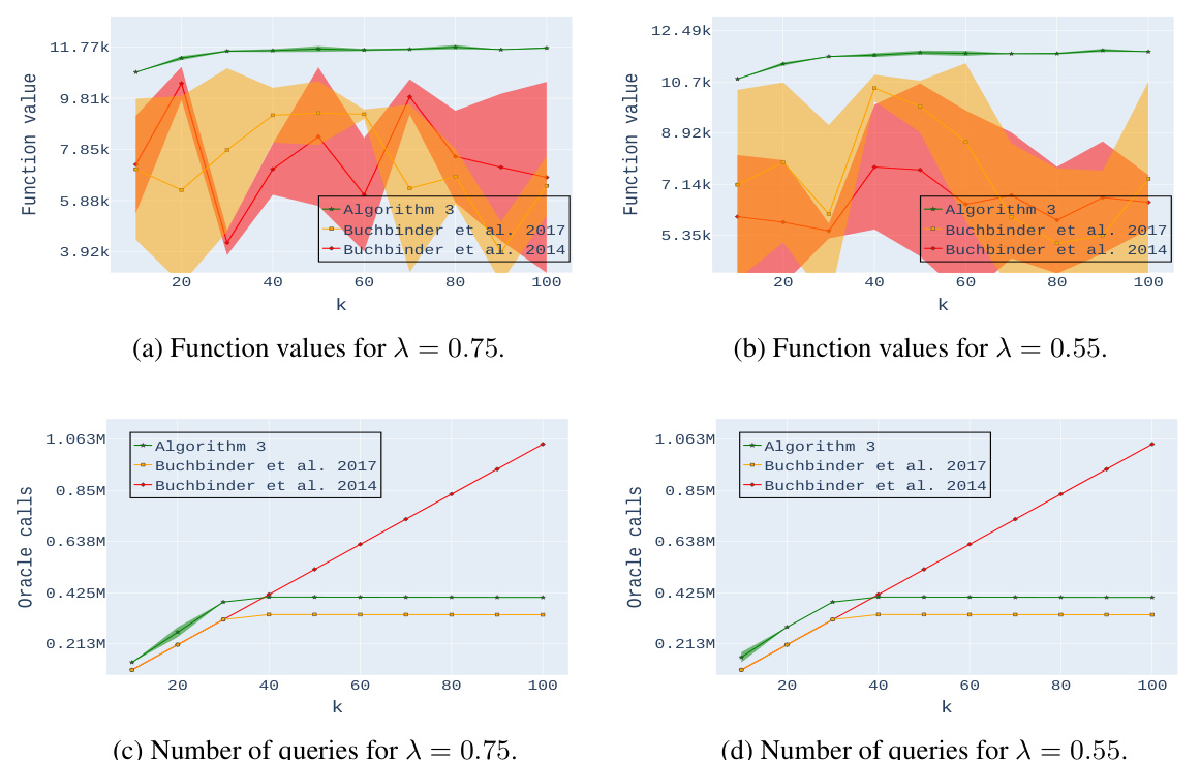 Function value
11.77k
9.81k
7.85k
5.88k
3.92k
Algorithm 3
Buchbinder et al. 2017
Buchbinder et al. 2014
20 40 60 80 100
k
(a) Function values for λ = 0.75.
Function value
12.49k
10.7k
8.92k
7.14k
5.35k
Algorithm 3
Buchbinder et al. 2017
Buchbinder et al. 2014
20 40 60 80 100
k
(b) Function values for λ = 0.55.
Oracle calls
1.063M
0.85M
0.638M
0.425M
0.213M
Algorithm 3
Buchbinder et al. 2017
Buchbinder et al. 2014
20 40 60 80 100
k
(c) Number of queries for λ = 0.75.
Oracle calls
1.063M
0.85M
0.638M
0.425M
0.213M
Algorithm 3
Buchbinder et al. 2017
Buchbinder et al. 2014
20 40 60 80 100
k
(d) Number of queries for λ = 0.55.